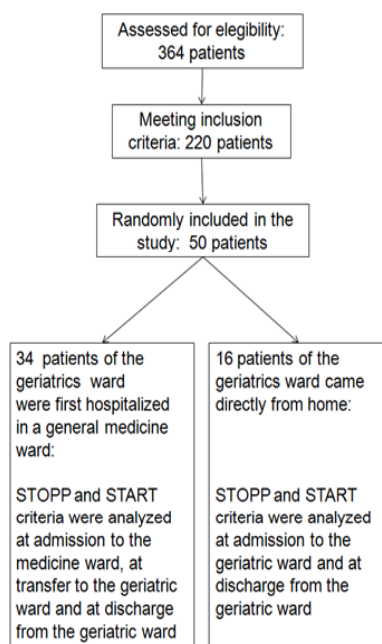 Assessed for elegibility:
364 patients
Meeting inclusion
criteria: 220 patients
Randomly included in the
study: 50 patients
34 patients of the
geriatrics ward
were first hospitalized
in a general medicine
ward:
STOPP and START
criteria were analyzed
at admission to the
medicine ward, at
transfer to the geriatric
ward and at discharge
from the geriatric ward
16 patients of the
geriatrics ward came
directly from home:
STOPP and START
criteria were analyzed
at admission to the
geriatric ward and at
discharge from the
geriatric ward